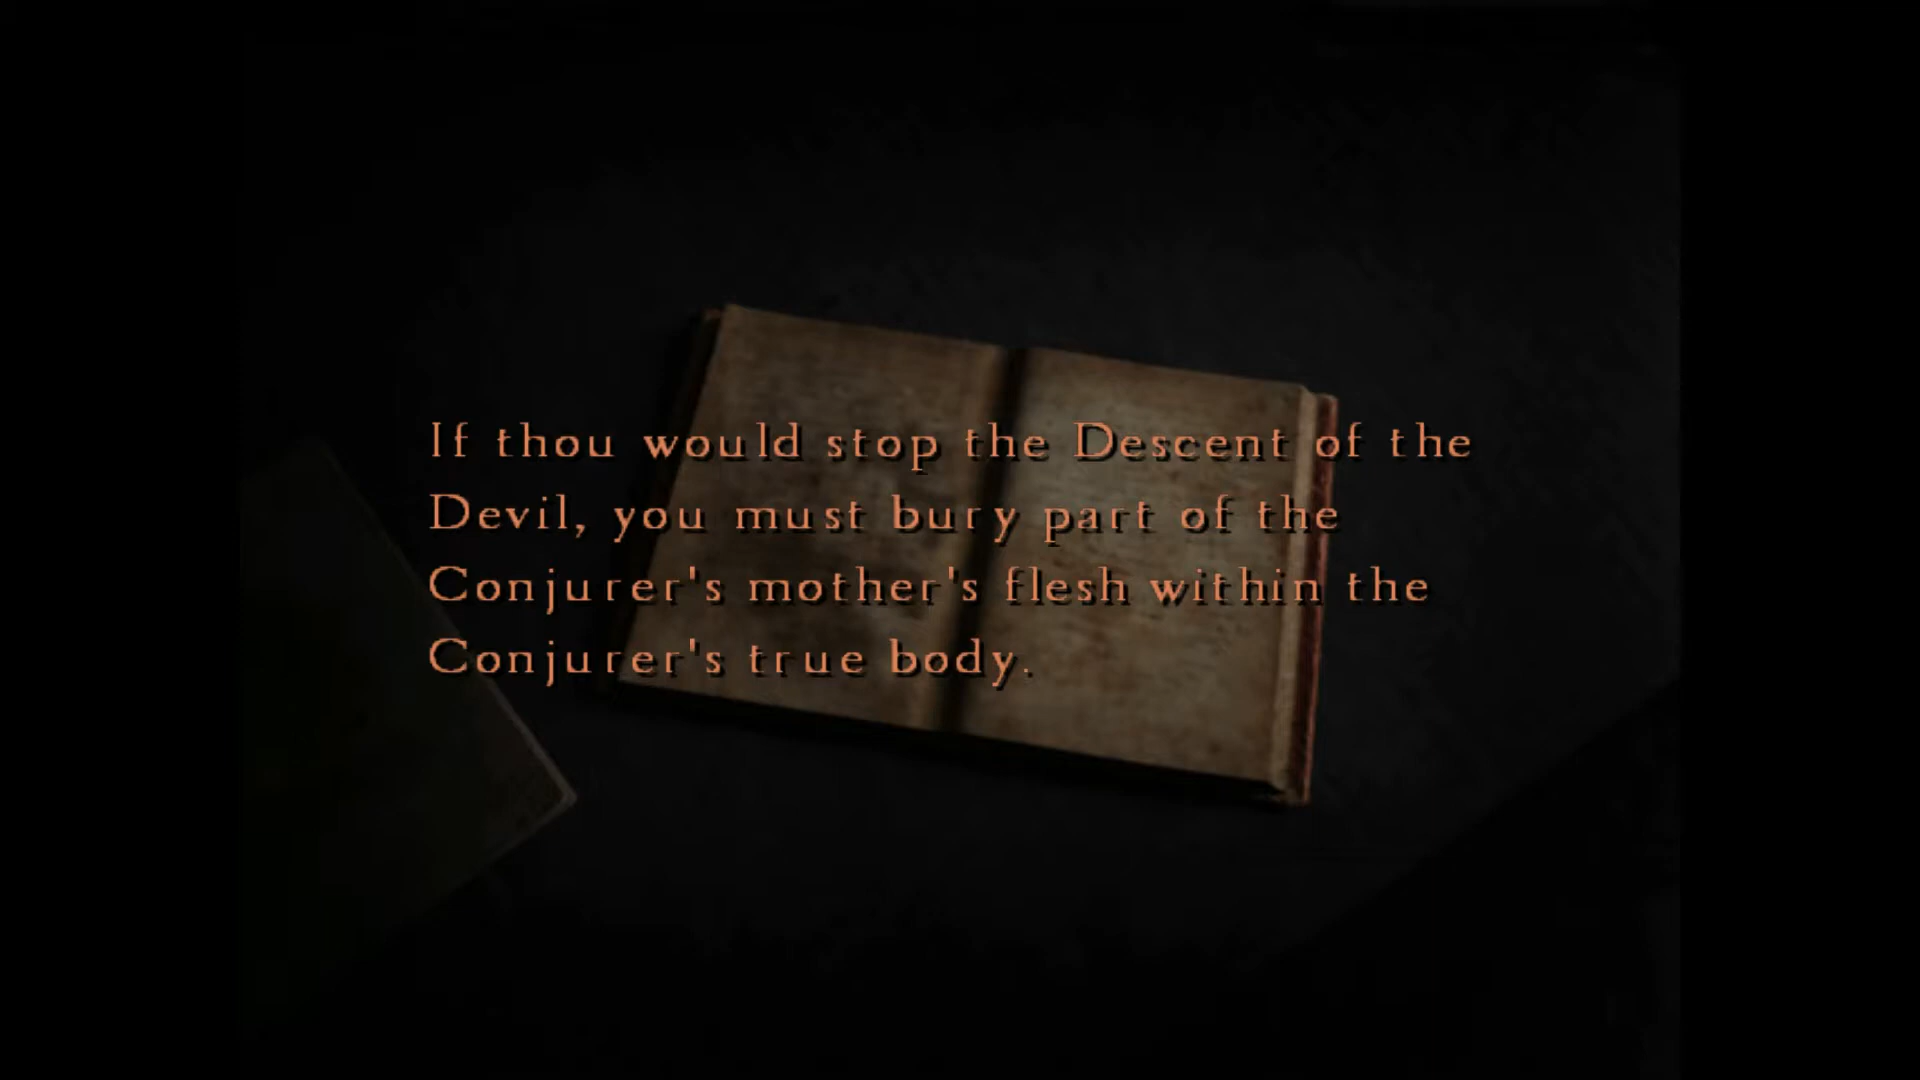 If thou would stop the Descent of the
Devil, you must bury part of the
Conjurer's mother's flesh within the
Conjurer's true body.